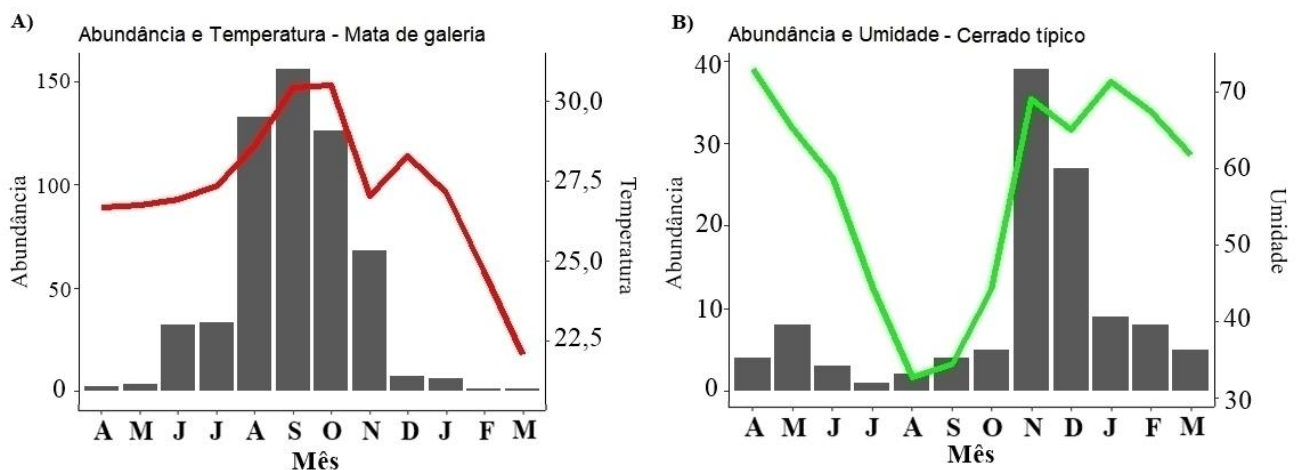 A)
Abundância e Temperatura - Mata de galeria
Abundância
150
100
50
0
30,0
27,5
25,0
22,5
Temperatura
A M J J A S O N D J F M
Mês
B)
Abundância e Umidade - Cerrado típico
Abundância
40
30
20
10
0
70
60
50
40
30
Umidade
A M J J A S O N D J F M
Mês